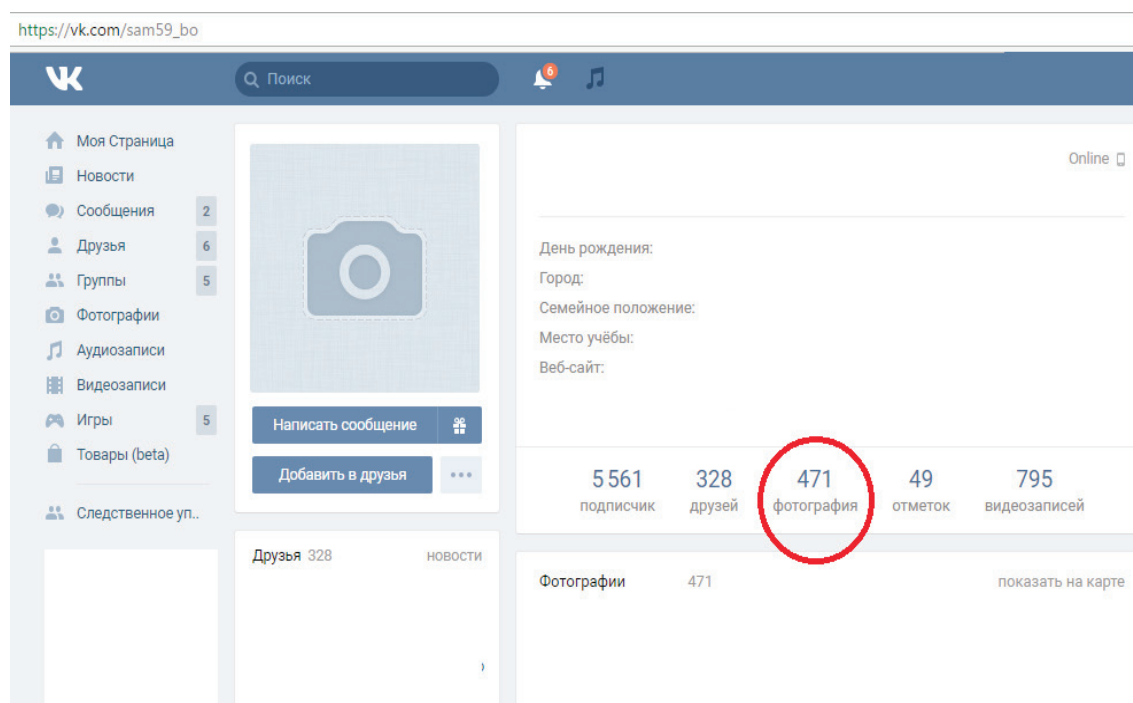 https://vk.com/sam59_bo
Поиск
6
Моя Страница
Новости
Сообщения 2
Друзья 6
Группы 5
Фотографии
Аудиозаписи
Видеозаписи
Игры 5
Товары (beta)
Следственное уп..
Написать сообщение
Добавить в друзья
Друзья 328 новости
Online
День рождения:
Город:
Семейное положение:
Место учёбы:
Веб-сайт:
5 561 328 471 49 795
подписчик друзей фотография отметок видеозаписей
Фотографии 471 показать на карте